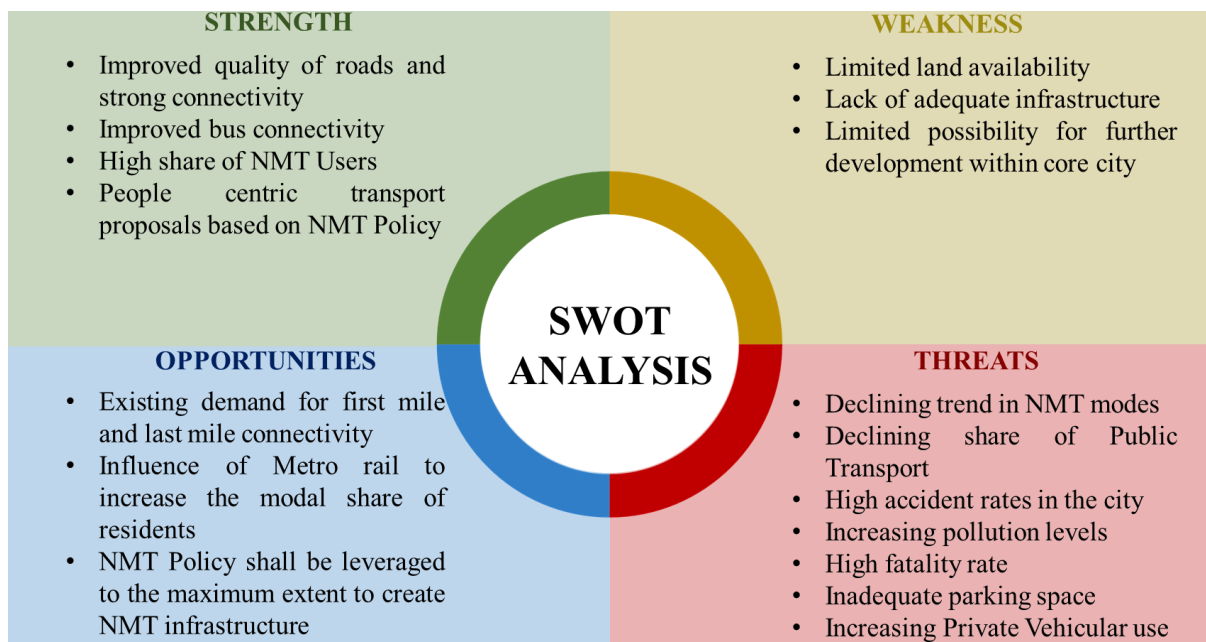 STRENGTH
• Improved quality of roads and
strong connectivity
• Improved bus connectivity
• High share of NMT Users
• People centric transport
proposals based on NMT Policy
WEAKNESS
• Limited land availability
• Lack of adequate infrastructure
• Limited possibility for further
development within core city
SWOT
ANALYSIS
OPPORTUNITIES
• Existing demand for first mile
and last mile connectivity
• Influence of Metro rail to
increase the modal share of
residents
• NMT Policy shall be leveraged
to the maximum extent to create
NMT infrastructure
THREATS
• Declining trend in NMT modes
• Declining share of Public
Transport
• High accident rates in the city
• Increasing pollution levels
• High fatality rate
• Inadequate parking space
• Increasing Private Vehicular use